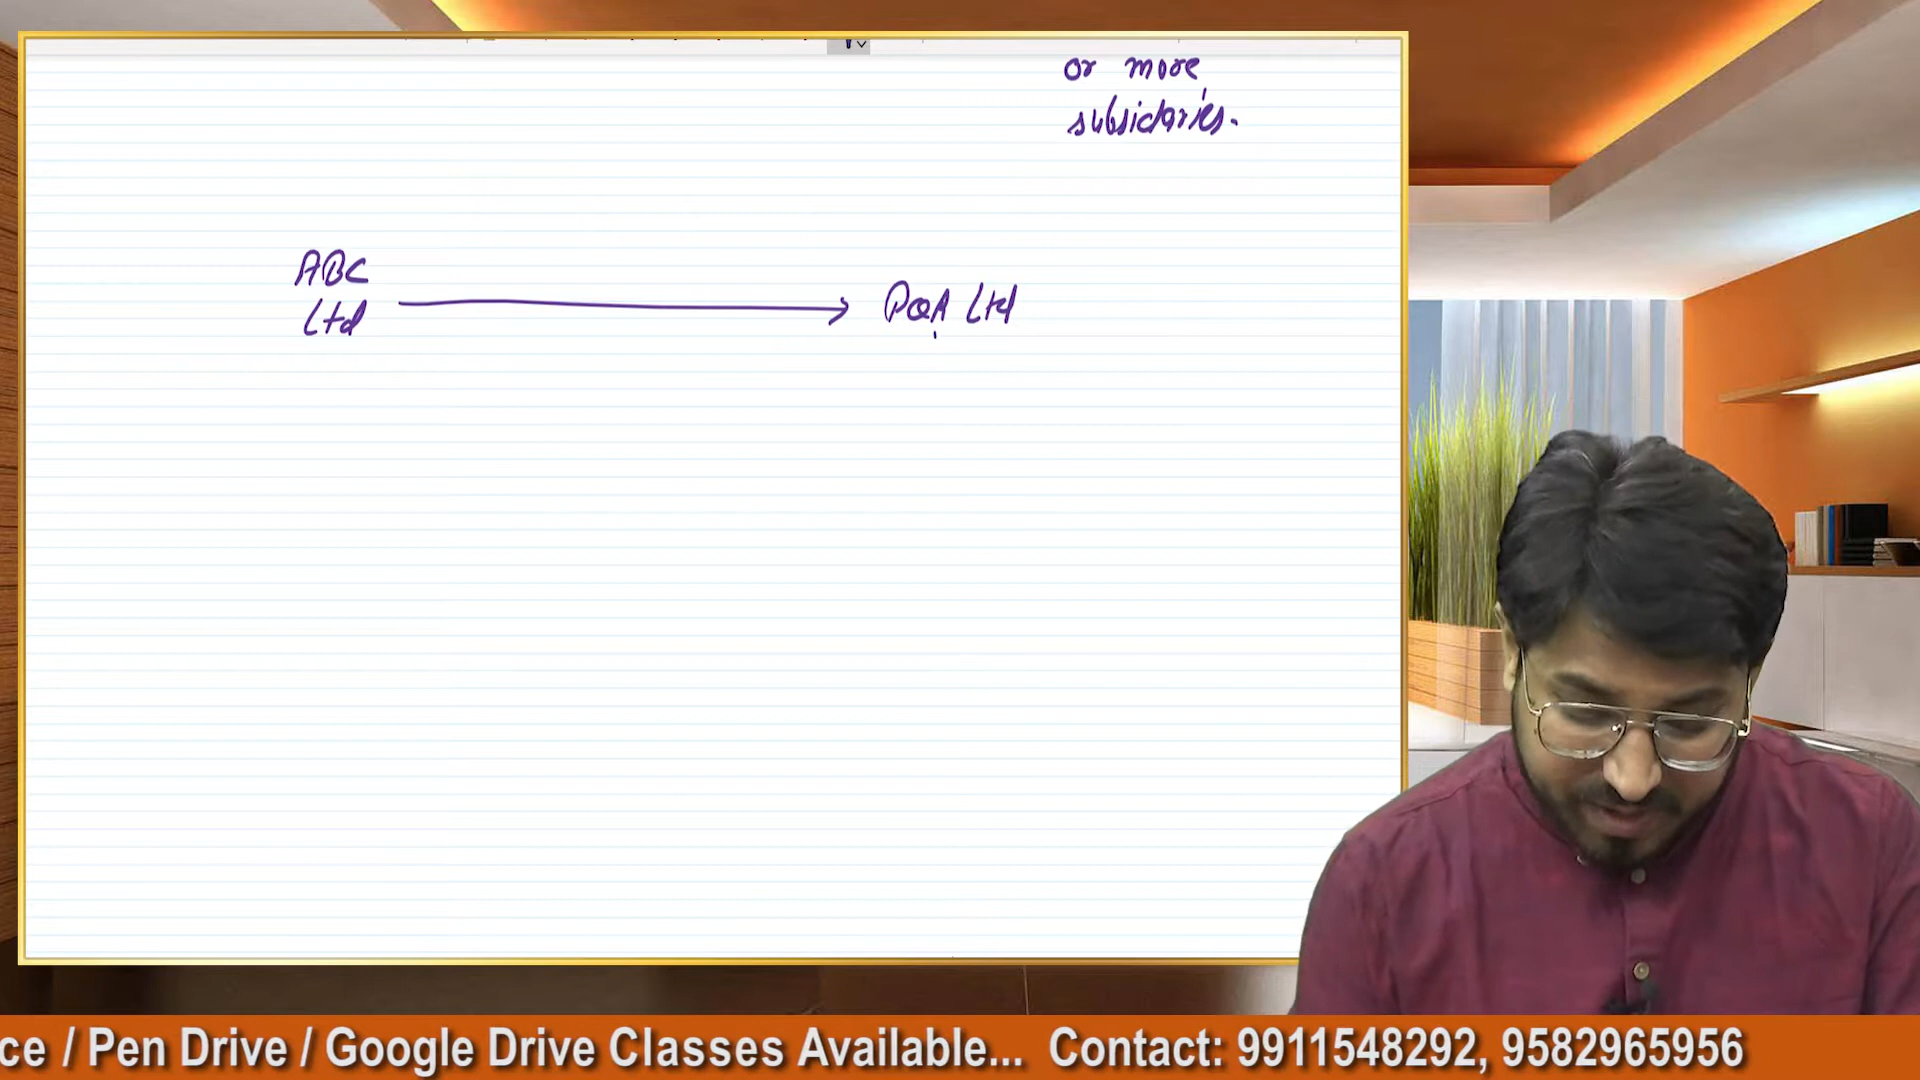 or more
subsidaries.
ABC
Ltd
PQR Ltd
ce / Pen Drive / Google Drive Classes Available... Contact: 9911548292, 9582965956